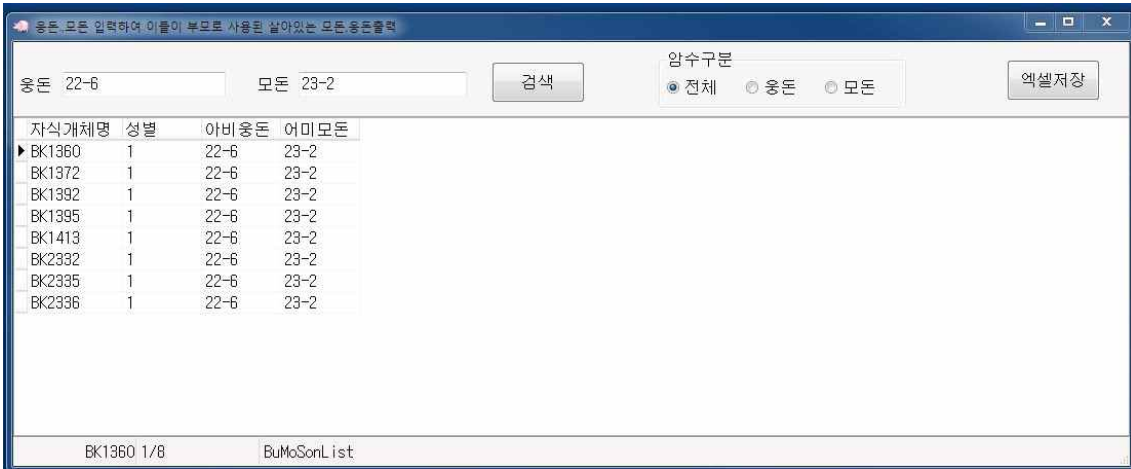 웅돈,모돈 입력하여 이들이 부모로 사용된 살아있는 모돈,웅돈출력
웅돈 22-6 모돈 23-2 검색 암수구분 전체 웅돈 모돈 엑셀저장
자식개체명 성별 아비웅돈 어미모돈
BK1360 1 22-6 23-2
BK1372 1 22-6 23-2
BK1392 1 22-6 23-2
BK1395 1 22-6 23-2
BK1413 1 22-6 23-2
BK2332 1 22-6 23-2
BK2335 1 22-6 23-2
BK2336 1 22-6 23-2
BK1360 1/8 BuMoSonList